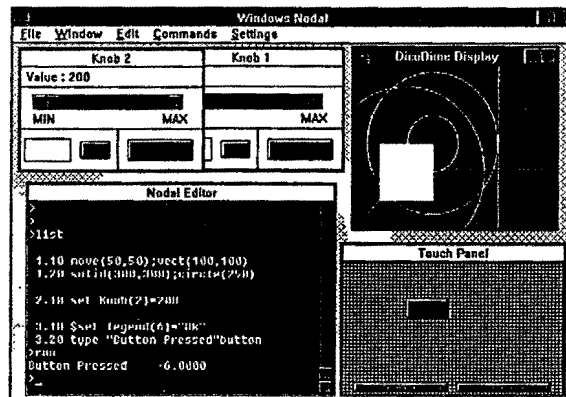 Windows Nodal
File Window Edit Commands Settings
Knob 2
Knob 1
Value : 200
MIN MAX
MAX
Display
Nodal Editor
>
>
>list
1.10 move(50,50);vect(100,100)
1.20 solid(300,300);circle(250)
2.10 set Knob(2)=200
3.10 $set legend(6)="Ok"
3.20 type "Button Pressed"button
>run
Button Pressed -6.0000
>_
Touch Panel